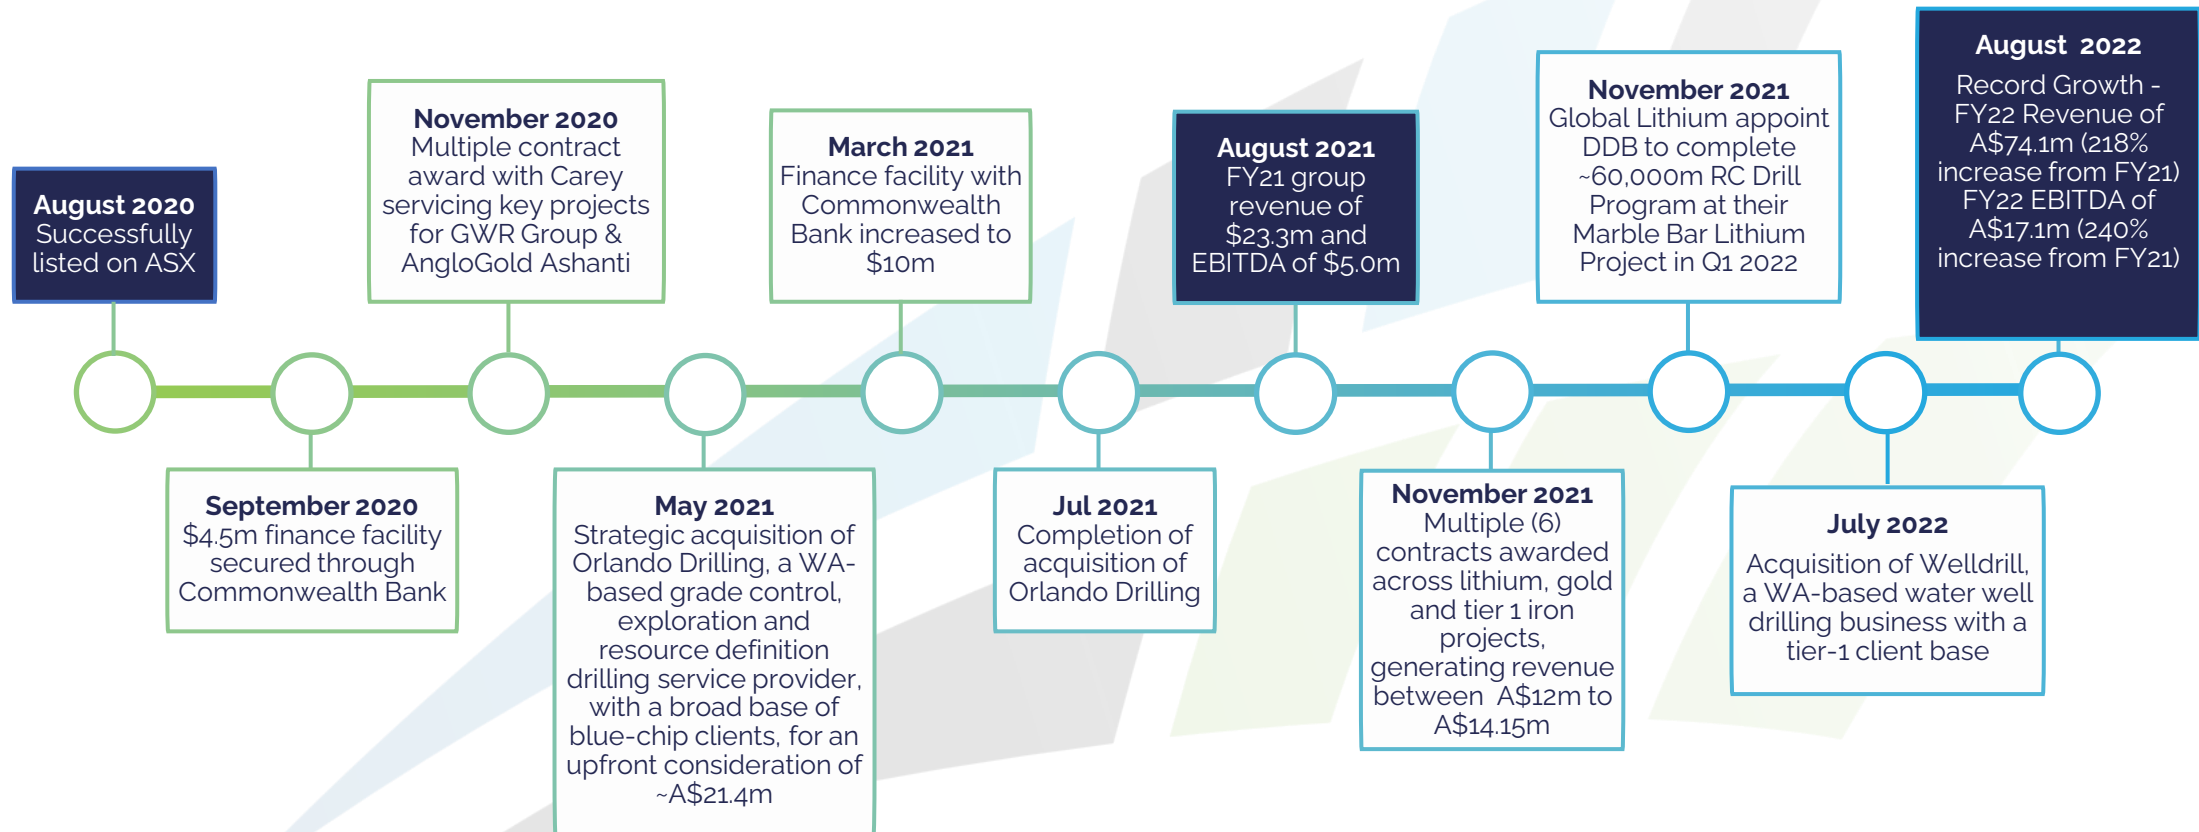 August 2020
Successfully
listed on ASX
September 2020
$4.5m finance facility
secured through
Commonwealth Bank
November 2020
Multiple contract
award with Carey
servicing key projects
for GWR Group &
AngloGold Ashanti
May 2021
Strategic acquisition of
Orlando Drilling, a WA-
based grade control,
exploration and
resource definition
drilling service provider,
with a broad base of
blue-chip clients, for an
upfront consideration of
~A$21.4m
March 2021
Finance facility with
Commonwealth
Bank increased to
$10m
Jul 2021
Completion of
acquisition of
Orlando Drilling
August 2021
FY21 group
revenue of
$23.3m and
EBITDA of $5.0m
November 2021
Multiple (6)
contracts awarded
across lithium, gold
and tier 1 iron
projects,
generating revenue
between  A$12m to
A$14.15m
November 2021
Global Lithium appoint
DDB to complete
~60,000m RC Drill
Program at their
Marble Bar Lithium
Project in Q1 2022
July 2022
Acquisition of Welldrill,
a WA-based water well
drilling business with a
tier-1 client base
August  2022
Record Growth -
FY22 Revenue of
A$74.1m (218%
increase from FY21)
FY22 EBITDA of
A$17.1m (240%
increase from FY21)